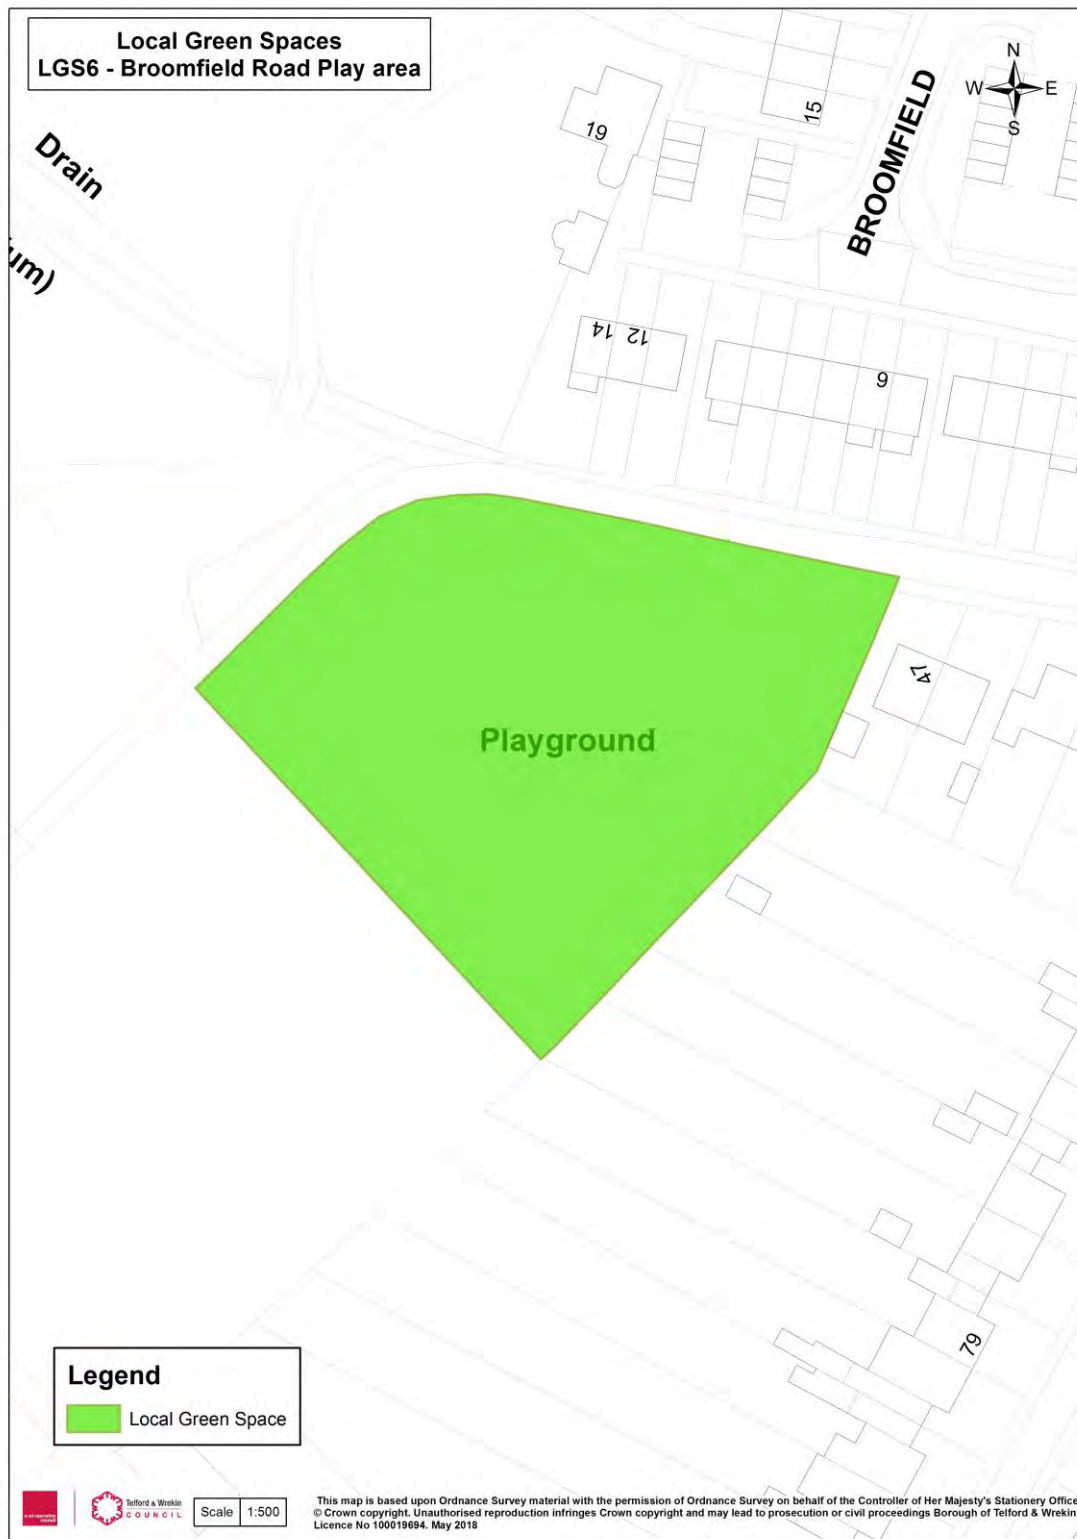 Local Green Spaces
LGS6 - Broomfield Road Play area
N
W E
S
Drain
um)
BROOMFIELD
19
15
14
12
6
47
Playground
79
Legend
Local Green Space
a co-operative
council
Telford & Wrekin
COUNCIL
Scale 1:500
This map is based upon Ordnance Survey material with the permission of Ordnance Survey on behalf of the Controller of Her Majesty's Stationery Office
© Crown copyright. Unauthorised reproduction infringes Crown copyright and may lead to prosecution or civil proceedings Borough of Telford & Wrekin
Licence No 100019694. May 2018